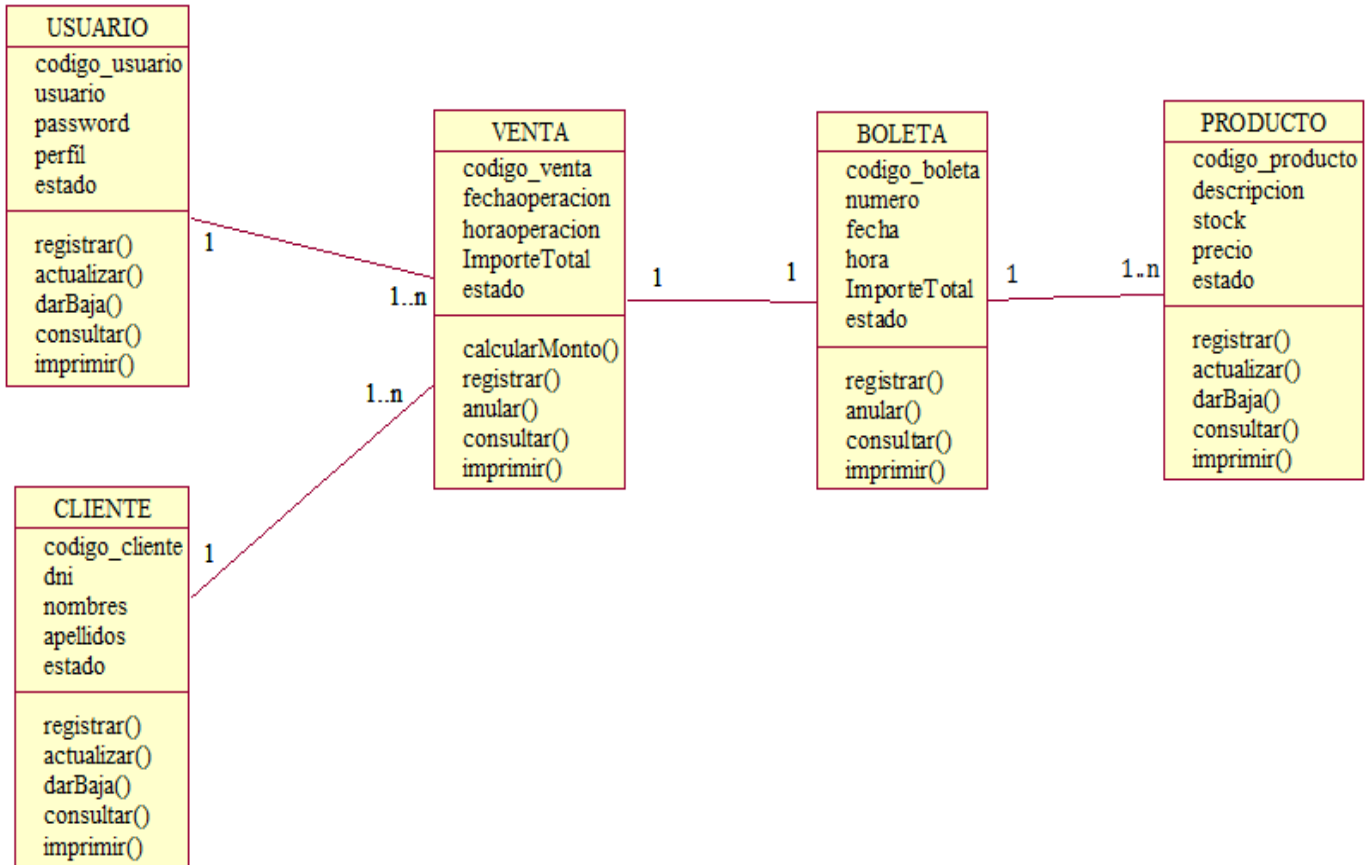 USUARIO
codigo_usuario
usuario
password
perfil
estado
registrar()
actualizar()
darBaja()
consultar()
imprimir()
1
1..n
VENTA
codigo_venta
fechaoperacion
horaoperacion
ImporteTotal
estado
calcularMonto()
registrar()
anular()
consultar()
imprimir()
1
1
BOLETA
codigo_boleta
numero
fecha
hora
ImporteTotal
estado
registrar()
anular()
consultar()
imprimir()
1
1..n
PRODUCTO
codigo_producto
descripcion
stock
precio
estado
registrar()
actualizar()
darBaja()
consultar()
imprimir()
1..n
1
CLIENTE
codigo_cliente
dni
nombres
apellidos
estado
registrar()
actualizar()
darBaja()
consultar()
imprimir()